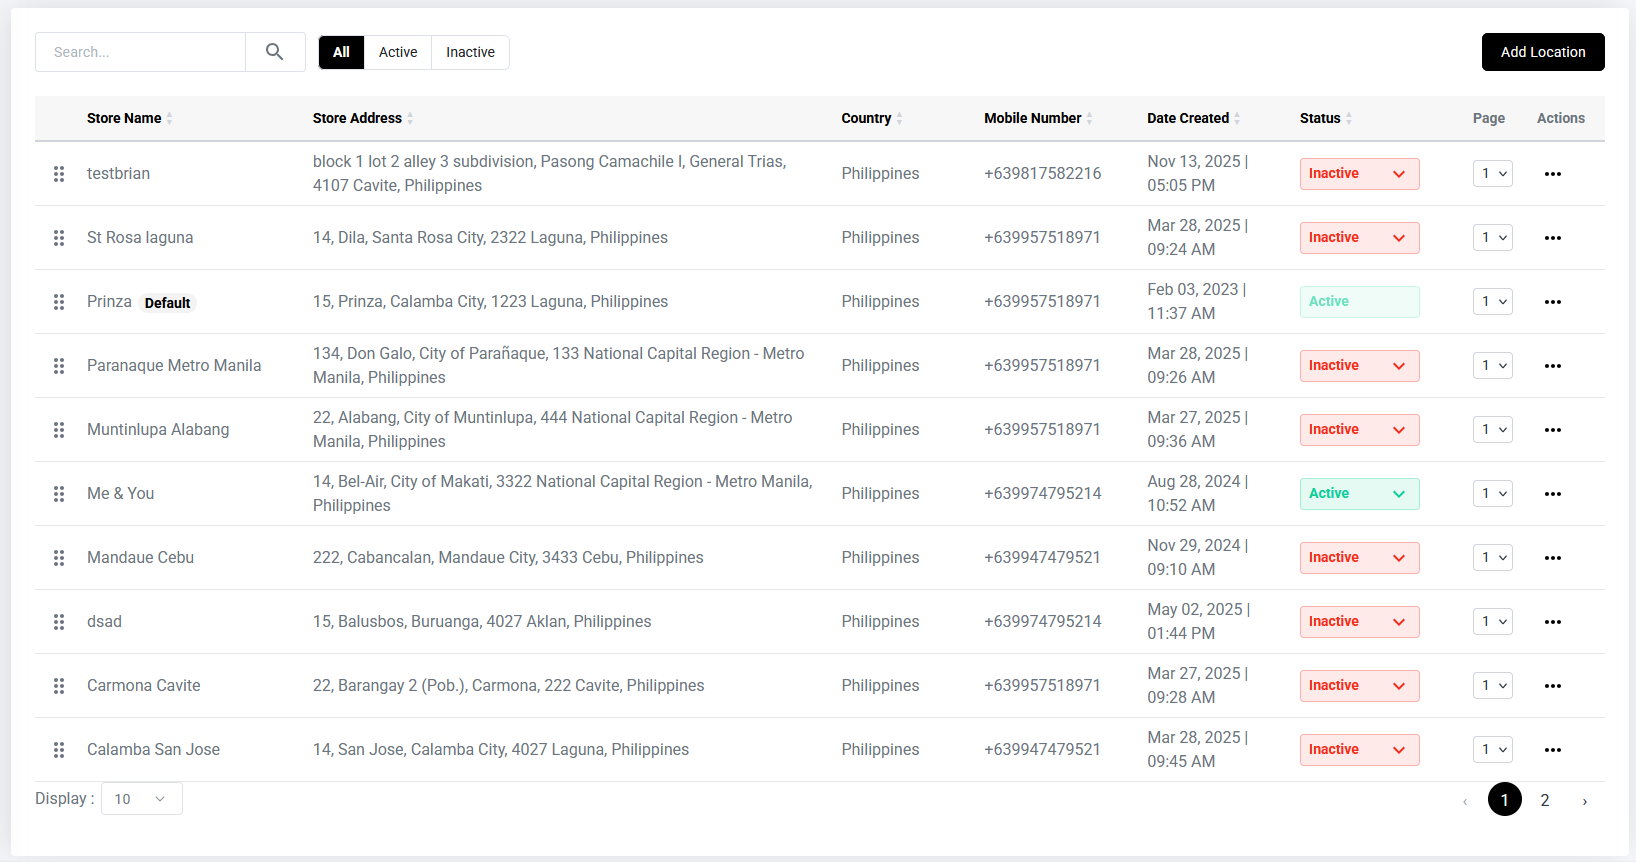 Search...
All Active Inactive
Add Location
Store Name Store Address Country Mobile Number Date Created Status Page Actions
block 1 lot 2 alley 3 subdivision, Pasong Camachile I, General Trias,
4107 Cavite, Philippines
testbrian Philippines +639817582216
Nov 13, 2025 |
05:05 PM
Inactive 1
St Rosa laguna 14, Dila, Santa Rosa City, 2322 Laguna, Philippines Philippines +639957518971
Mar 28, 2025 |
09:24 AM
Inactive 1
Prinza Default 15, Prinza, Calamba City, 1223 Laguna, Philippines Philippines +639957518971
Feb 03, 2023 |
11:37 AM
Active 1
Paranaque Metro Manila
134, Don Galo, City of Parañaque, 133 National Capital Region - Metro
Manila, Philippines
Philippines +639957518971
Mar 28, 2025 |
09:26 AM
Inactive 1
Muntinlupa Alabang
22, Alabang, City of Muntinlupa, 444 National Capital Region - Metro
Manila, Philippines
Philippines +639957518971
Mar 27, 2025 |
09:36 AM
Inactive 1
Me & You
14, Bel-Air, City of Makati, 3322 National Capital Region - Metro Manila,
Philippines
Philippines +639974795214
Aug 28, 2024 |
10:52 AM
Active 1
Mandaue Cebu 222, Cabancalan, Mandaue City, 3433 Cebu, Philippines Philippines +639947479521
Nov 29, 2024 |
09:10 AM
Inactive 1
dsad 15, Balusbos, Buruanga, 4027 Aklan, Philippines Philippines +639974795214
May 02, 2025 |
01:44 PM
Inactive 1
Carmona Cavite 22, Barangay 2 (Pob.), Carmona, 222 Cavite, Philippines Philippines +639957518971
Mar 27, 2025 |
09:28 AM
Inactive 1
Calamba San Jose 14, San Jose, Calamba City, 4027 Laguna, Philippines Philippines +639947479521
Mar 28, 2025 |
09:45 AM
Inactive 1
Display : 10
‹ 1 2 ›